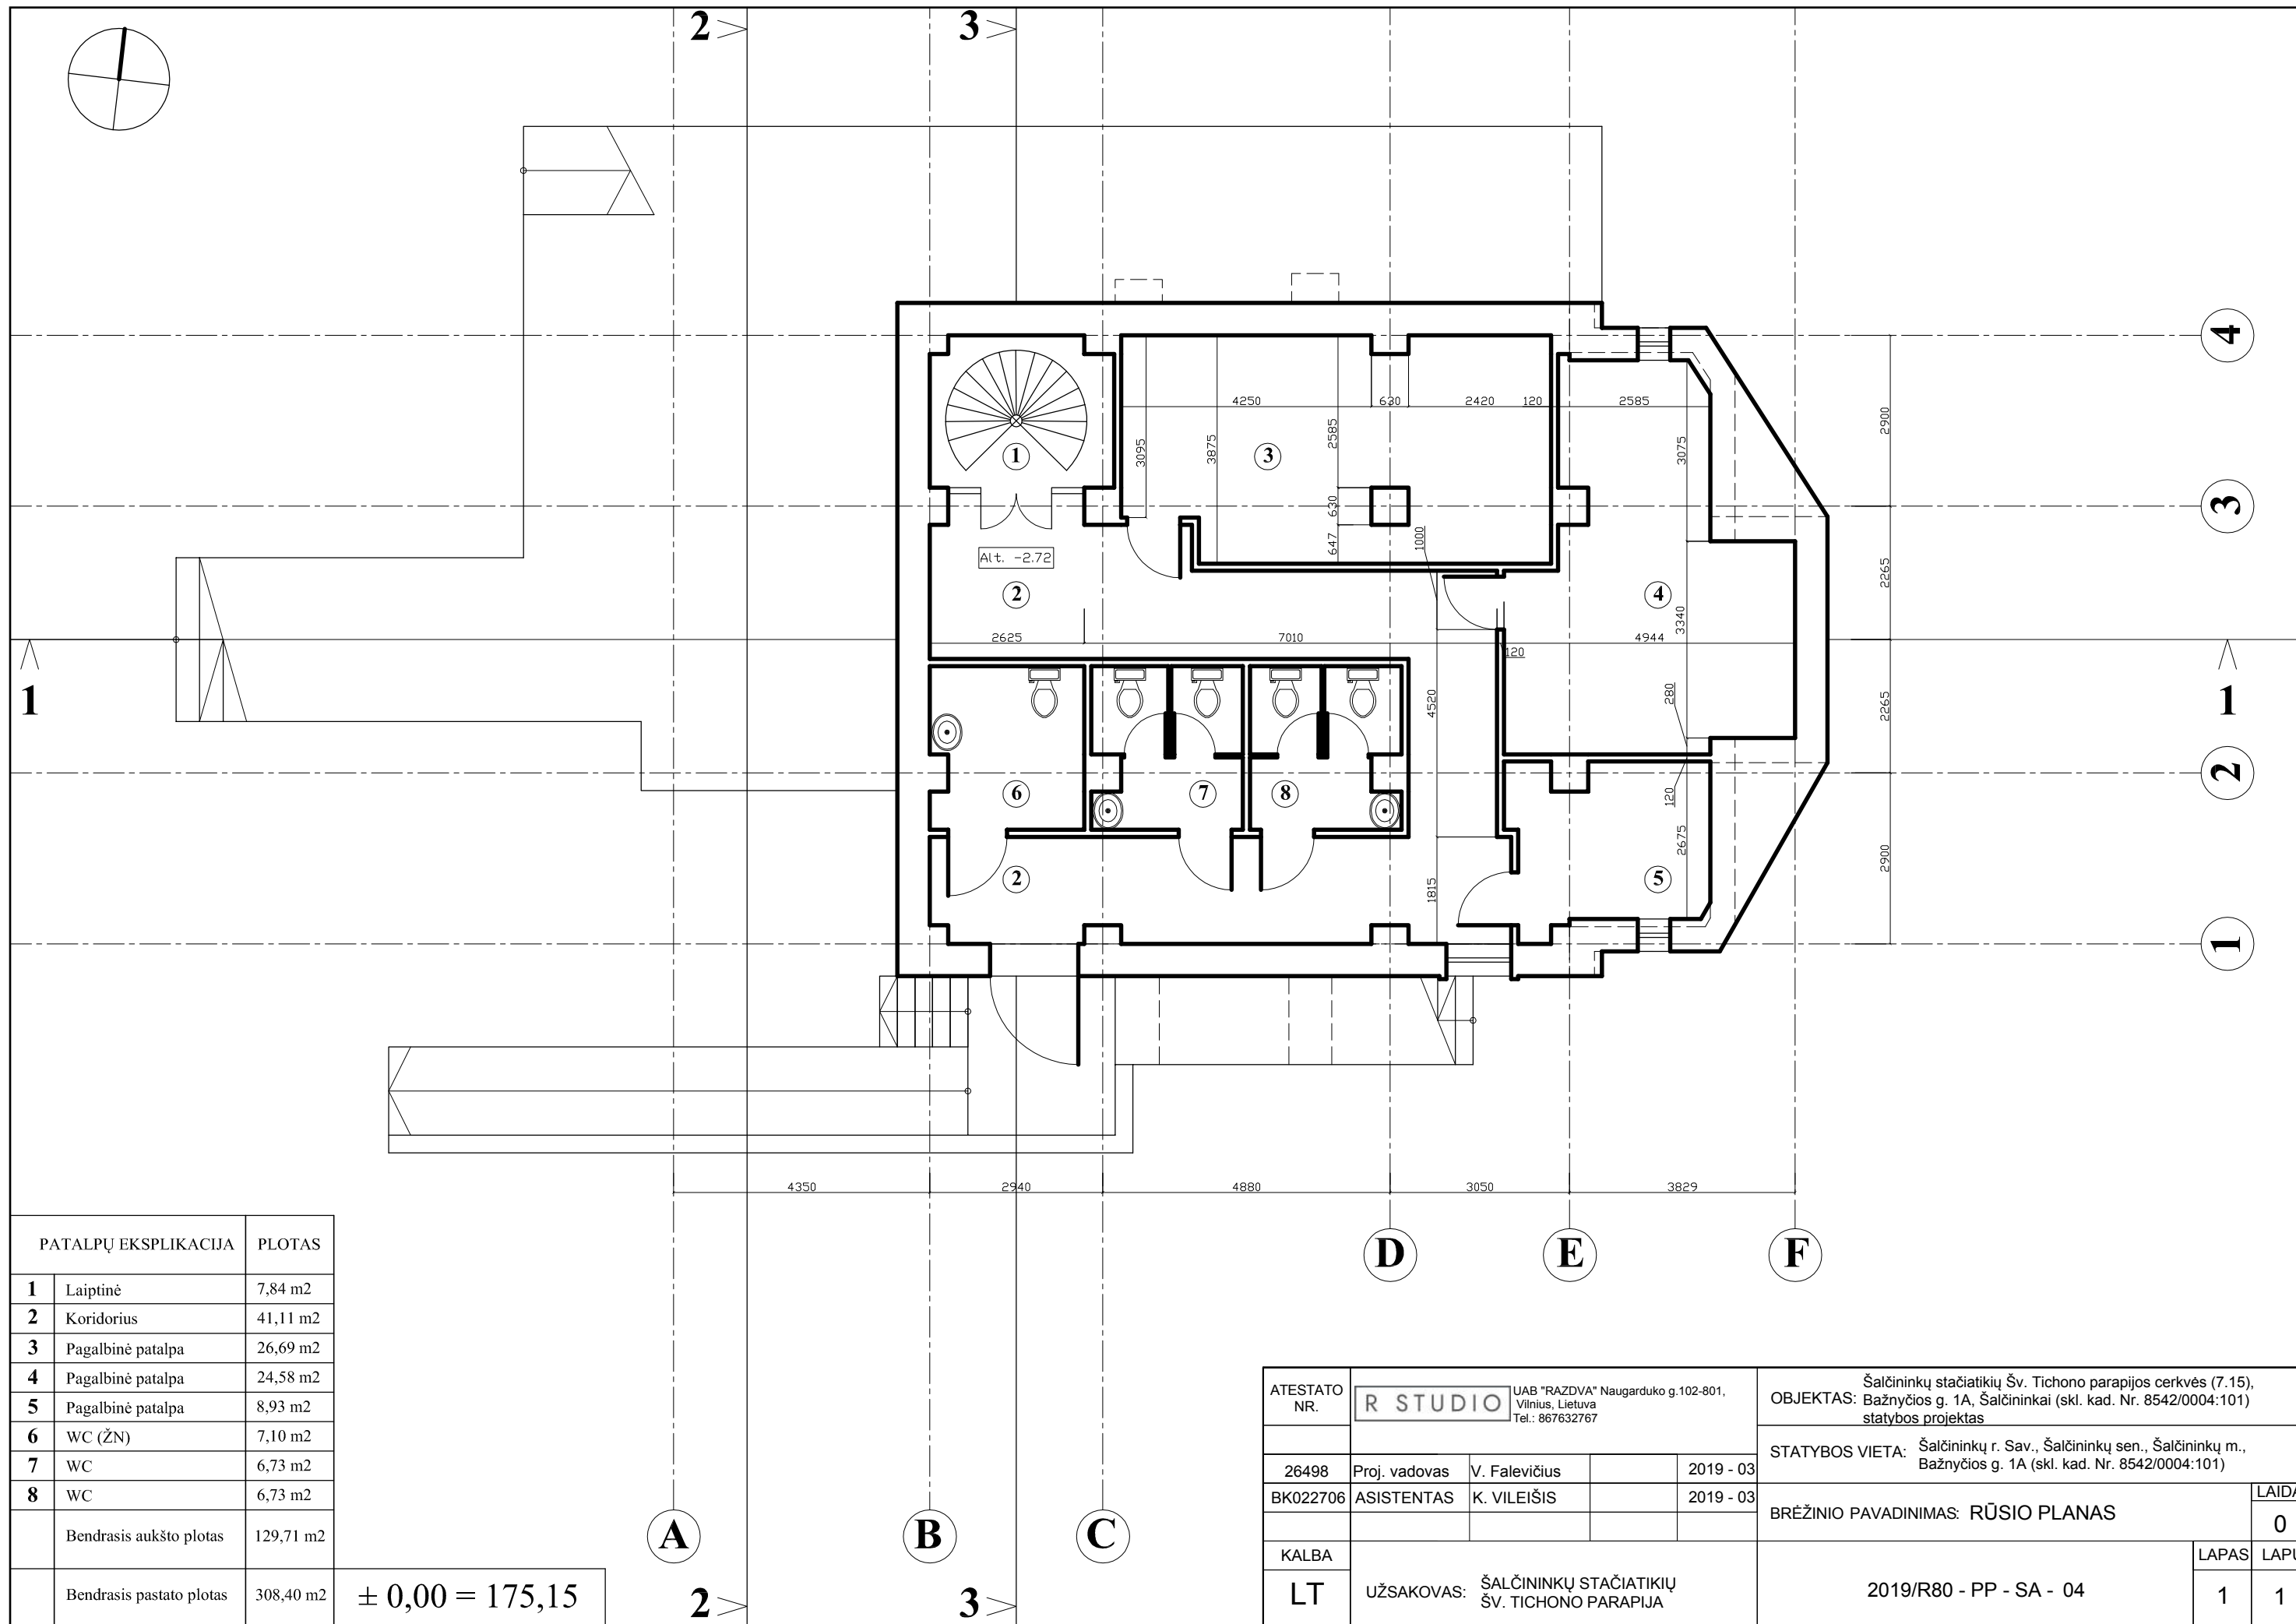 2
3
4250
630
2420
120
2585
3095
3875
2585
3075
2900
4
1
3
630
647
1000
3
Alt. -2.72
2
4
2265
2625
7010
4944
3340
120
1
1
4520
280
2265
2
6
7
8
120
2675
2900
2
1815
5
1
4350
2940
4880
3050
3829
D
E
F
A
B
C
2
3
PATALPŲ EKSPLIKACIJA PLOTAS
1 Laiptinė 7,84 m2
2 Koridorius 41,11 m2
3 Pagalbinė patalpa 26,69 m2
4 Pagalbinė patalpa 24,58 m2
5 Pagalbinė patalpa 8,93 m2
6 WC (ŽN) 7,10 m2
7 WC 6,73 m2
8 WC 6,73 m2
Bendrasis aukšto plotas 129,71 m2
Bendrasis pastato plotas 308,40 m2
± 0,00 = 175,15
ATESTATO
NR.
R STUDIO
UAB "RAZDVA" Naugarduko g.102-801,
Vilnius, Lietuva
Tel.: 867632767
OBJEKTAS: Šalčininkų stačiatikių Šv. Tichono parapijos cerkvės (7.15),
Bažnyčios g. 1A, Šalčininkai (skl. kad. Nr. 8542/0004:101)
statybos projektas
STATYBOS VIETA: Šalčininkų r. Sav., Šalčininkų sen., Šalčininkų m.,
Bažnyčios g. 1A (skl. kad. Nr. 8542/0004:101)
26498 Proj. vadovas V. Falevičius 2019 - 03
BK022706 ASISTENTAS K. VILEIŠIS 2019 - 03
BRĖŽINIO PAVADINIMAS: RŪSIO PLANAS
0
KALBA
LT
UŽSAKOVAS: ŠALČININKŲ STAČIATIKIŲ
ŠV. TICHONO PARAPIJA
2019/R80 - PP - SA - 04
LAPAS
1
1